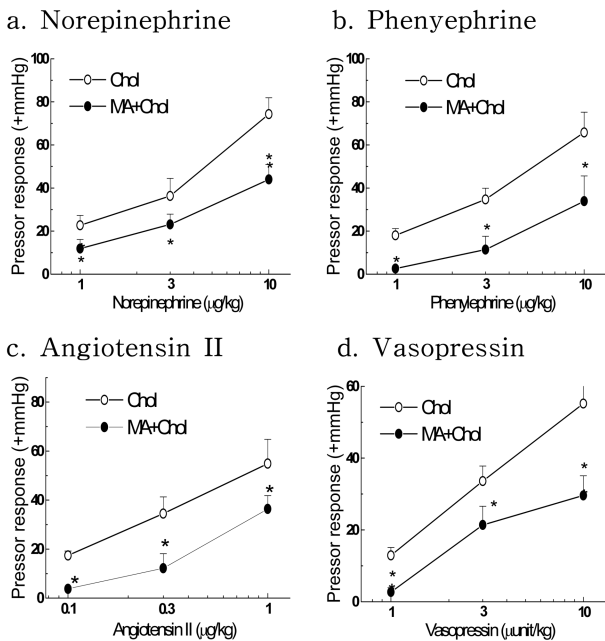 a. Norepinephrine
100
80
60
40
20
0
Pressor response (+mmHg)
Chol
MA+Chol
*
*
*
*
1
3
10
Norepinephrine (μg/kg)
b. Phenyephrine
100
80
60
40
20
0
Pressor response (+mmHg)
Chol
MA+Chol
*
*
*
1
3
10
Phenylephrine (μg/kg)
c. Angiotensin II
80
60
40
20
0
Pressor response (+mmHg)
Chol
MA+Chol
*
*
*
0.1
0.3
1
Angiotensin II (μg/kg)
d. Vasopressin
60
40
20
0
Pressor response (+mmHg)
Chol
MA+Chol
*
*
*
*
1
3
10
Vasopressin (μunit/kg)